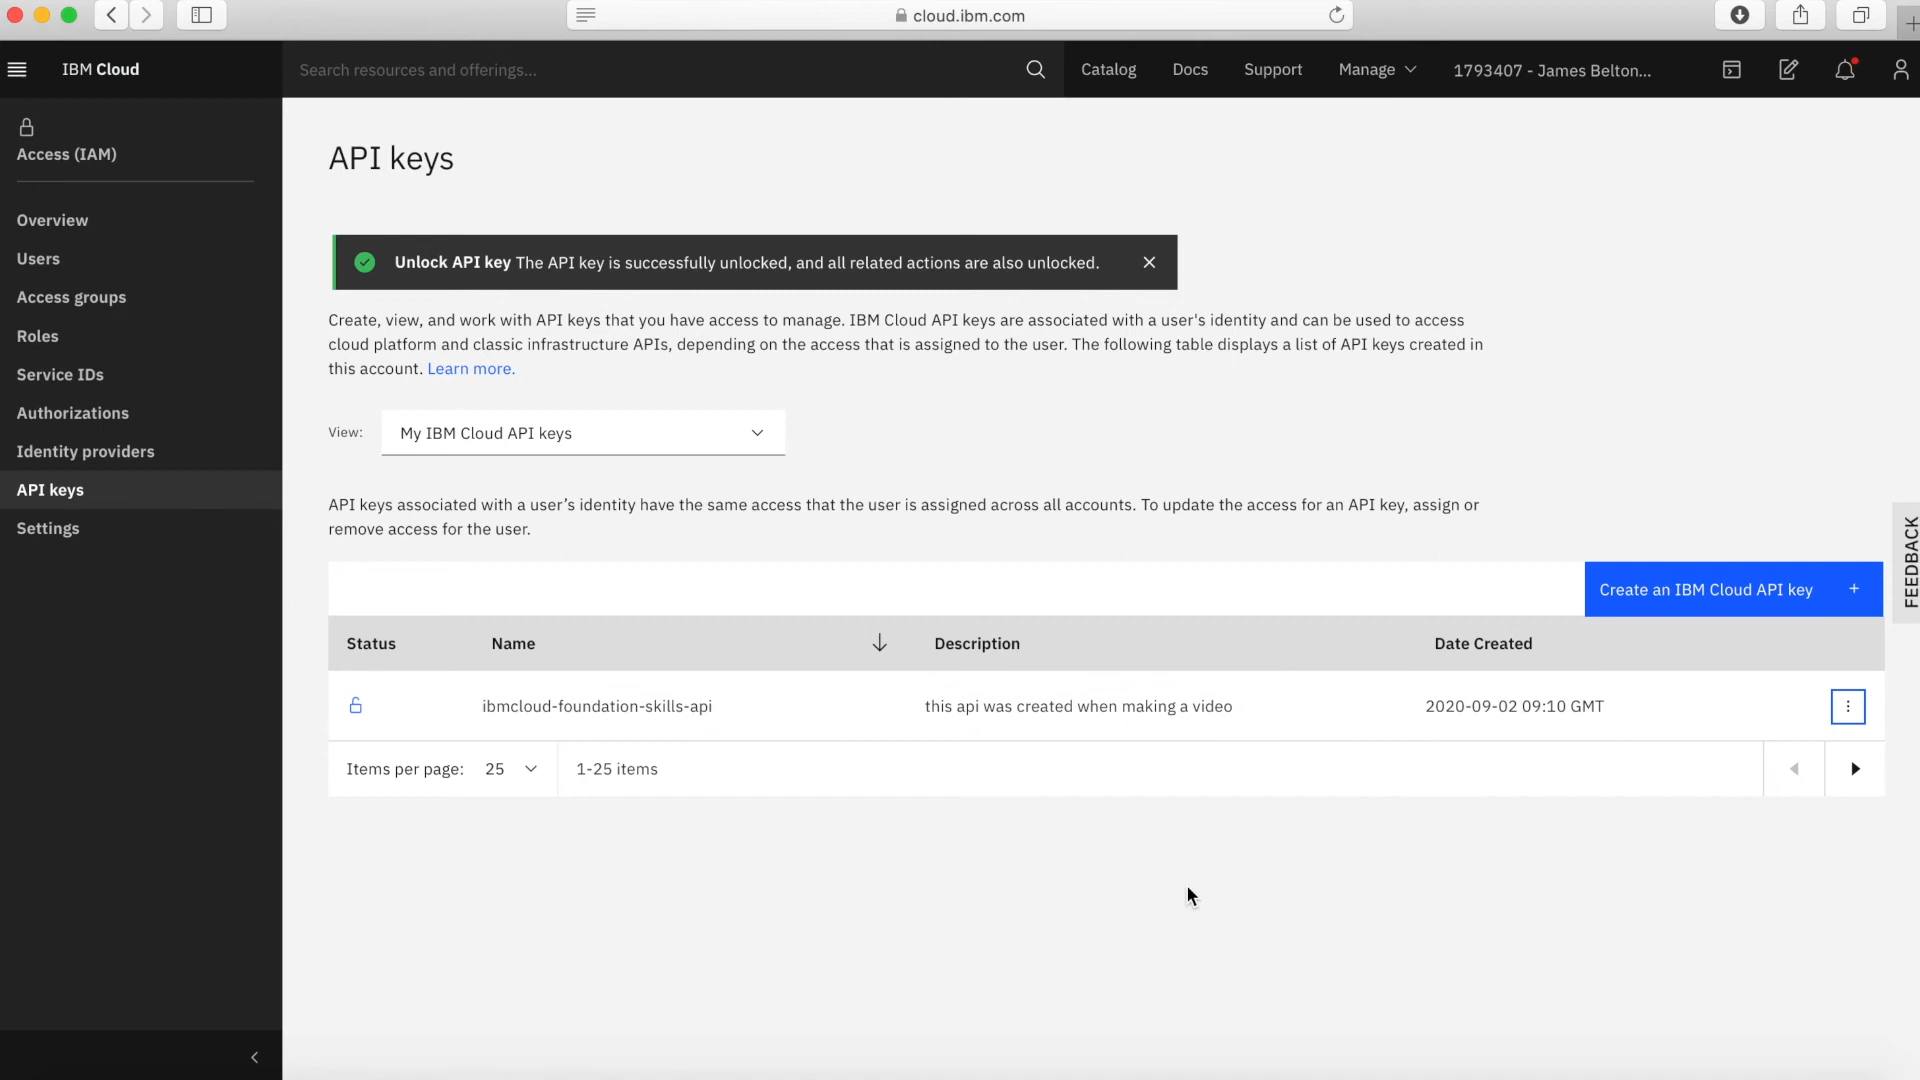 cloud.ibm.com
IBM Cloud
Search resources and offerings...
Catalog
Docs
Support
Manage
1793407 - James Belton...
Access (IAM)
Overview
Users
Access groups
Roles
Service IDs
Authorizations
Identity providers
API keys
Settings
API keys
Unlock API key The API key is successfully unlocked, and all related actions are also unlocked.
Create, view, and work with API keys that you have access to manage. IBM Cloud API keys are associated with a user's identity and can be used to access
cloud platform and classic infrastructure APIs, depending on the access that is assigned to the user. The following table displays a list of API keys created in
this account. Learn more.
View:
My IBM Cloud API keys
API keys associated with a user’s identity have the same access that the user is assigned across all accounts. To update the access for an API key, assign or
remove access for the user.
Create an IBM Cloud API key +
Status
Name
Description
Date Created
ibmcloud-foundation-skills-api
this api was created when making a video
2020-09-02 09:10 GMT
Items per page: 25
1-25 items
FEEDBACK